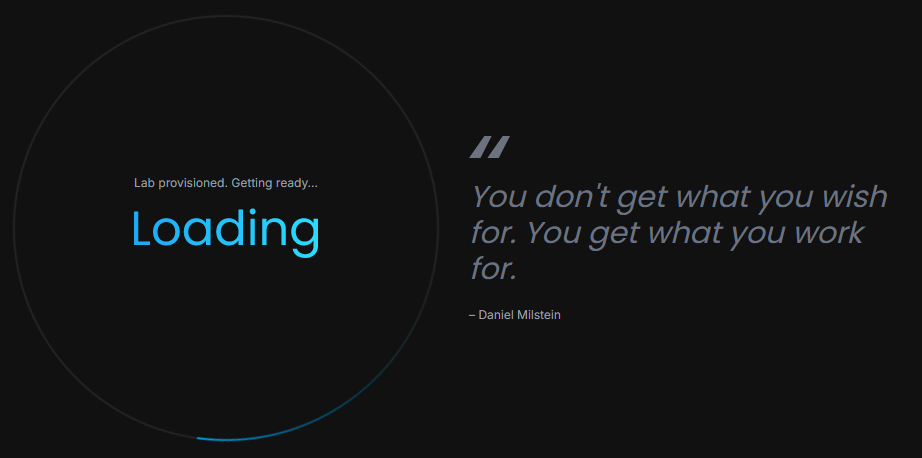 Lab provisioned. Getting ready...
Loading
You don't get what you wish
for. You get what you work
for.
– Daniel Milstein